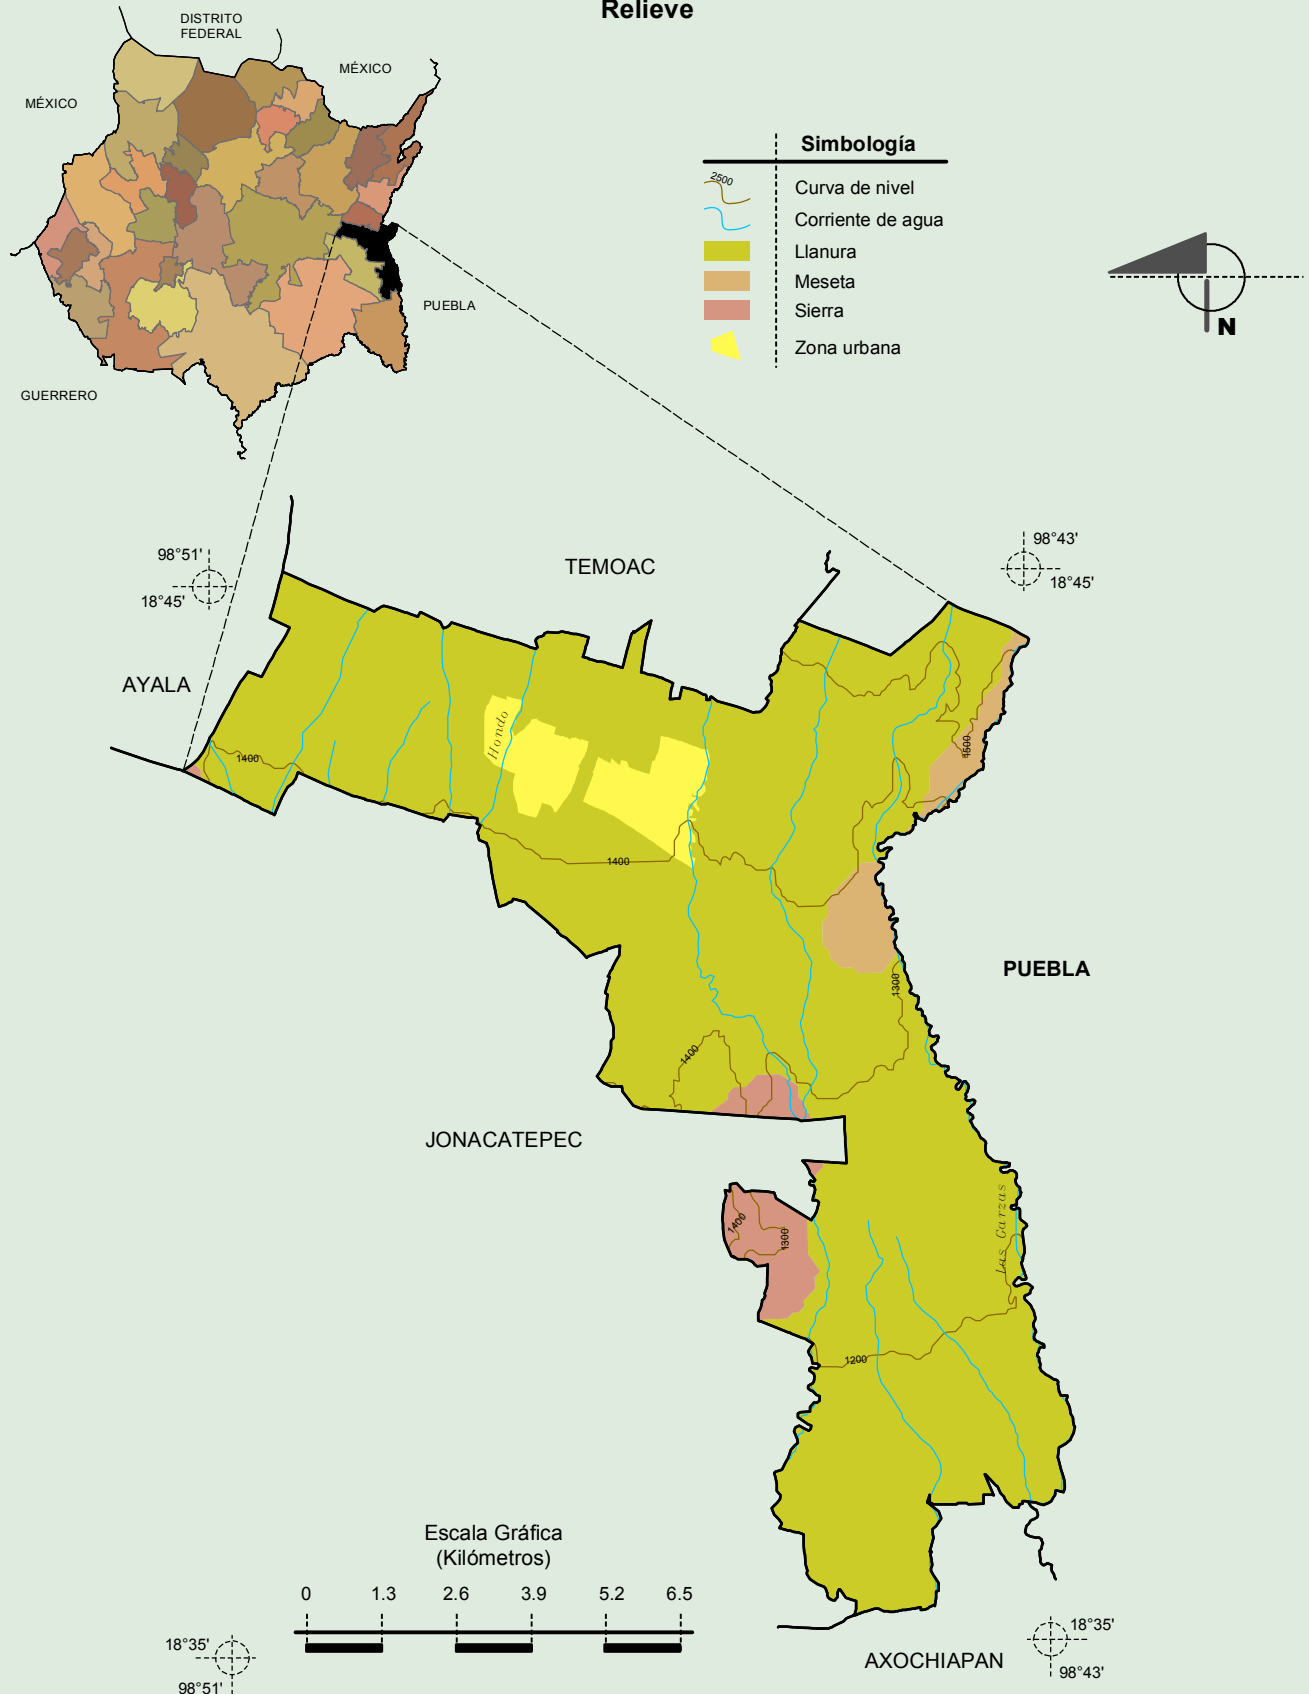 Relieve
DISTRITO
FEDERAL
MÉXICO
MÉXICO
PUEBLA
GUERRERO
Simbología
2500
Curva de nivel
Corriente de agua
Llanura
Meseta
Sierra
Zona urbana
N
98°51'
18°45'
98°43'
18°45'
TEMOAC
AYALA
Hondo
1400
1500
1400
PUEBLA
1300
1400
JONACATEPEC
Las Garzas
1400
1300
1200
Escala Gráfica
(Kilómetros)
0 1.3 2.6 3.9 5.2 6.5
18°35'
98°51'
18°35'
98°43'
AXOCHIAPAN